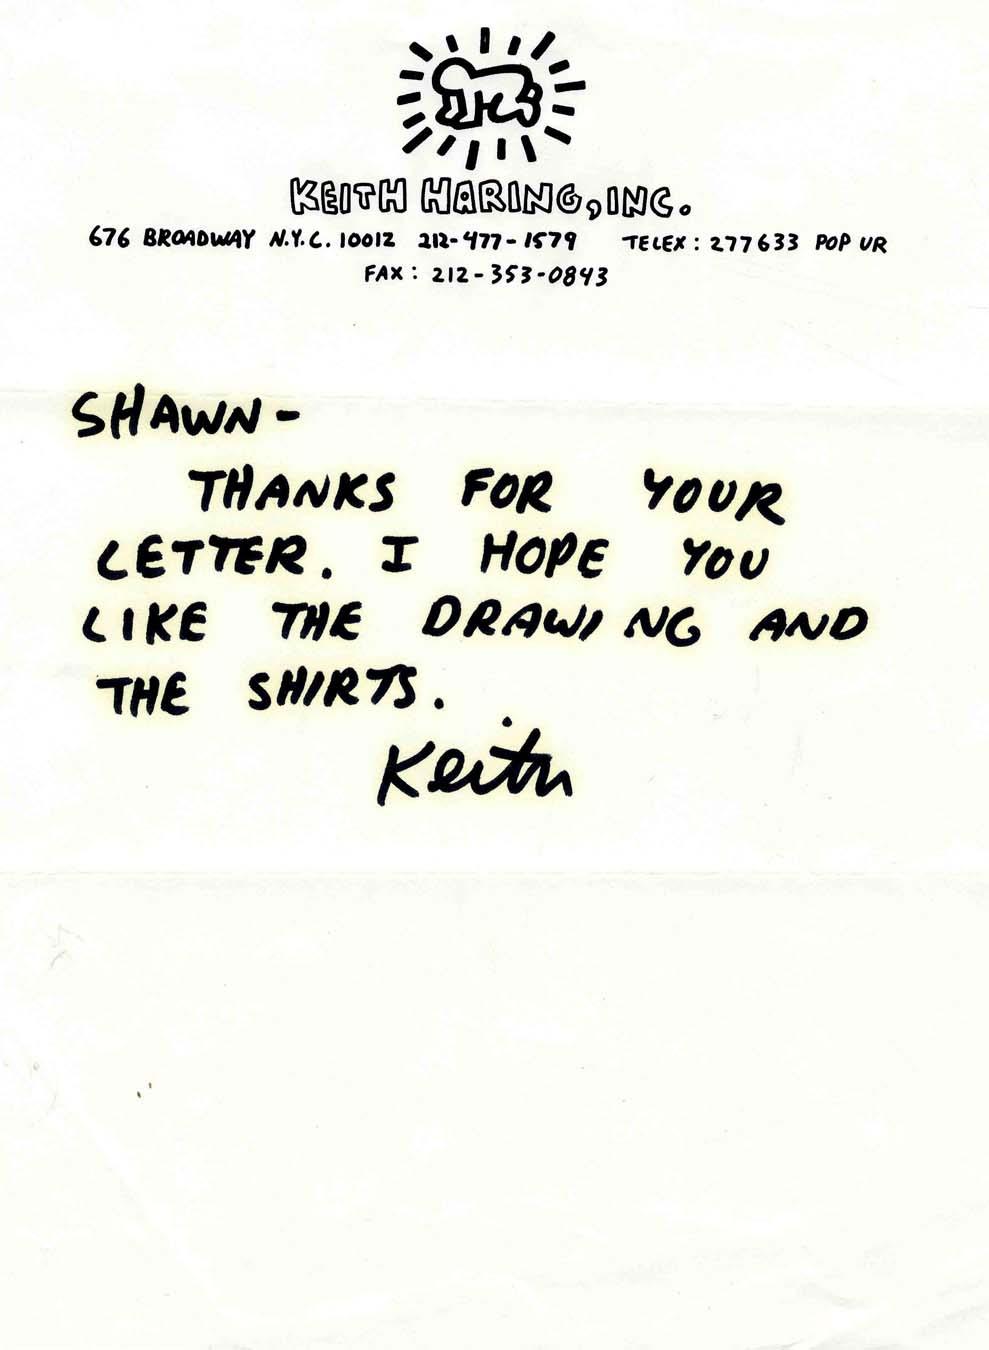 KEITH HARING, INC.
676 BROADWAY N.Y.C. 10012 212-477-1579 TELEX: 277633 POP UR
FAX: 212-353-0843
SHAWN-
THANKS FOR YOUR
LETTER. I HOPE YOU
LIKE THE DRAWING AND
THE SHIRTS.
Keith